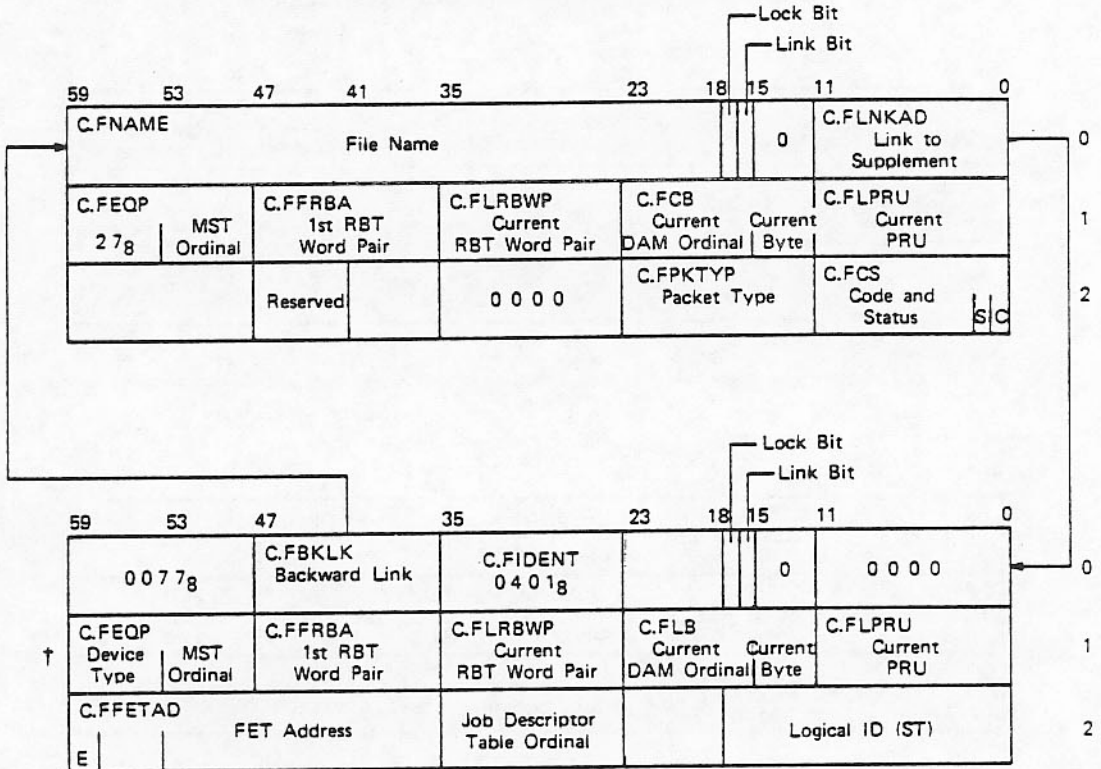 Lock Bit
Link Bit
59 53 47 41 35 23 18 15 11 0
C.FNAME
File Name
0
C.FLNKAD
Link to
Supplement
0
C.FEQP
27₈
MST
Ordinal
C.FFRBA
1st RBT
Word Pair
C.FLRBWP
Current
RBT Word Pair
C.FCB
Current
DAM Ordinal
Current
Byte
C.FLPRU
Current
PRU
1
Reserved
0 0 0 0
C.FPKTYP
Packet Type
C.FCS
Code and
Status
S C
2
Lock Bit
Link Bit
59 53 47 35 23 18 15 11 0
0 0 7 7₈
C.FBKLK
Backward Link
C.FIDENT
0 4 0 1₈
0
0 0 0 0
0
†
C.FEQP
Device
Type
MST
Ordinal
C.FFRBA
1st RBT
Word Pair
C.FLRBWP
Current
RBT Word Pair
C.FLB
Current
DAM Ordinal
Current
Byte
C.FLPRU
Current
PRU
1
C.FFETAD
E
FET Address
Job Descriptor
Table Ordinal
Logical ID (ST)
2